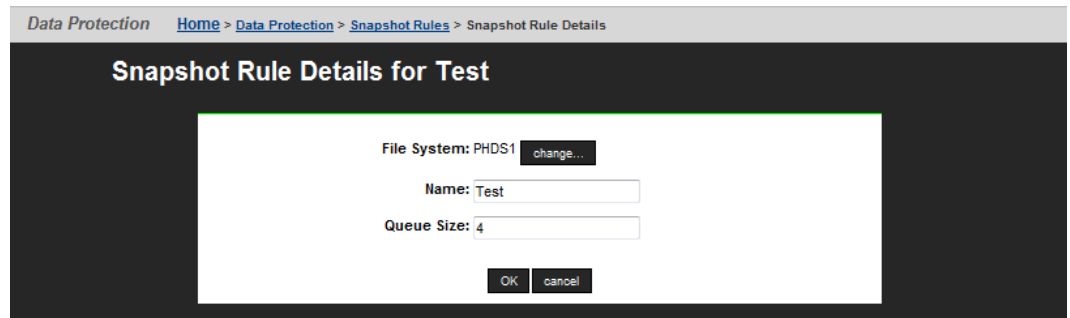 Data Protection Home > Data Protection > Snapshot Rules > Snapshot Rule Details
Snapshot Rule Details for Test
File System: PHDS1 change...
Name: Test
Queue Size: 4
OK cancel